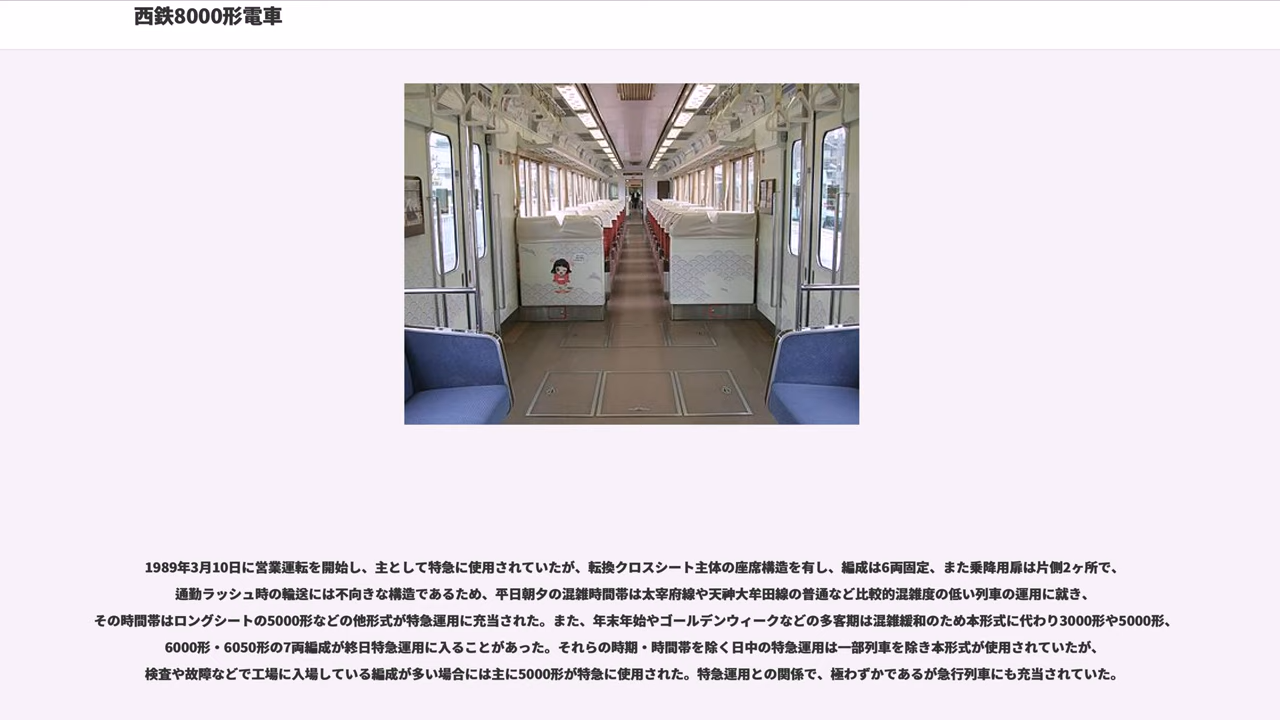 西鉄8000形電車
1989年3月10日に営業運転を開始し、主として特急に使用されていたが、転換クロスシート主体の座席構造を有し、編成は6両固定、また乗降用扉は片側2ヶ所で、
通勤ラッシュ時の輸送には不向きな構造であるため、平日朝夕の混雑時間帯は太宰府線や天神大牟田線の普通など比較的混雑度の低い列車の運用に就き、
その時間帯はロングシートの5000形などの他形式が特急運用に充当された。また、年末年始やゴールデンウィークなどの多客期は混雑緩和のため本形式に代わり3000形や5000形、
6000形・6050形の7両編成が終日特急運用に入ることがあった。それらの時期・時間帯を除く日中の特急運用は一部列車を除き本形式が使用されていたが、
検査や故障などで工場に入場している編成が多い場合には主に5000形が特急に使用された。特急運用との関係で、極わずかであるが急行列車にも充当されていた。